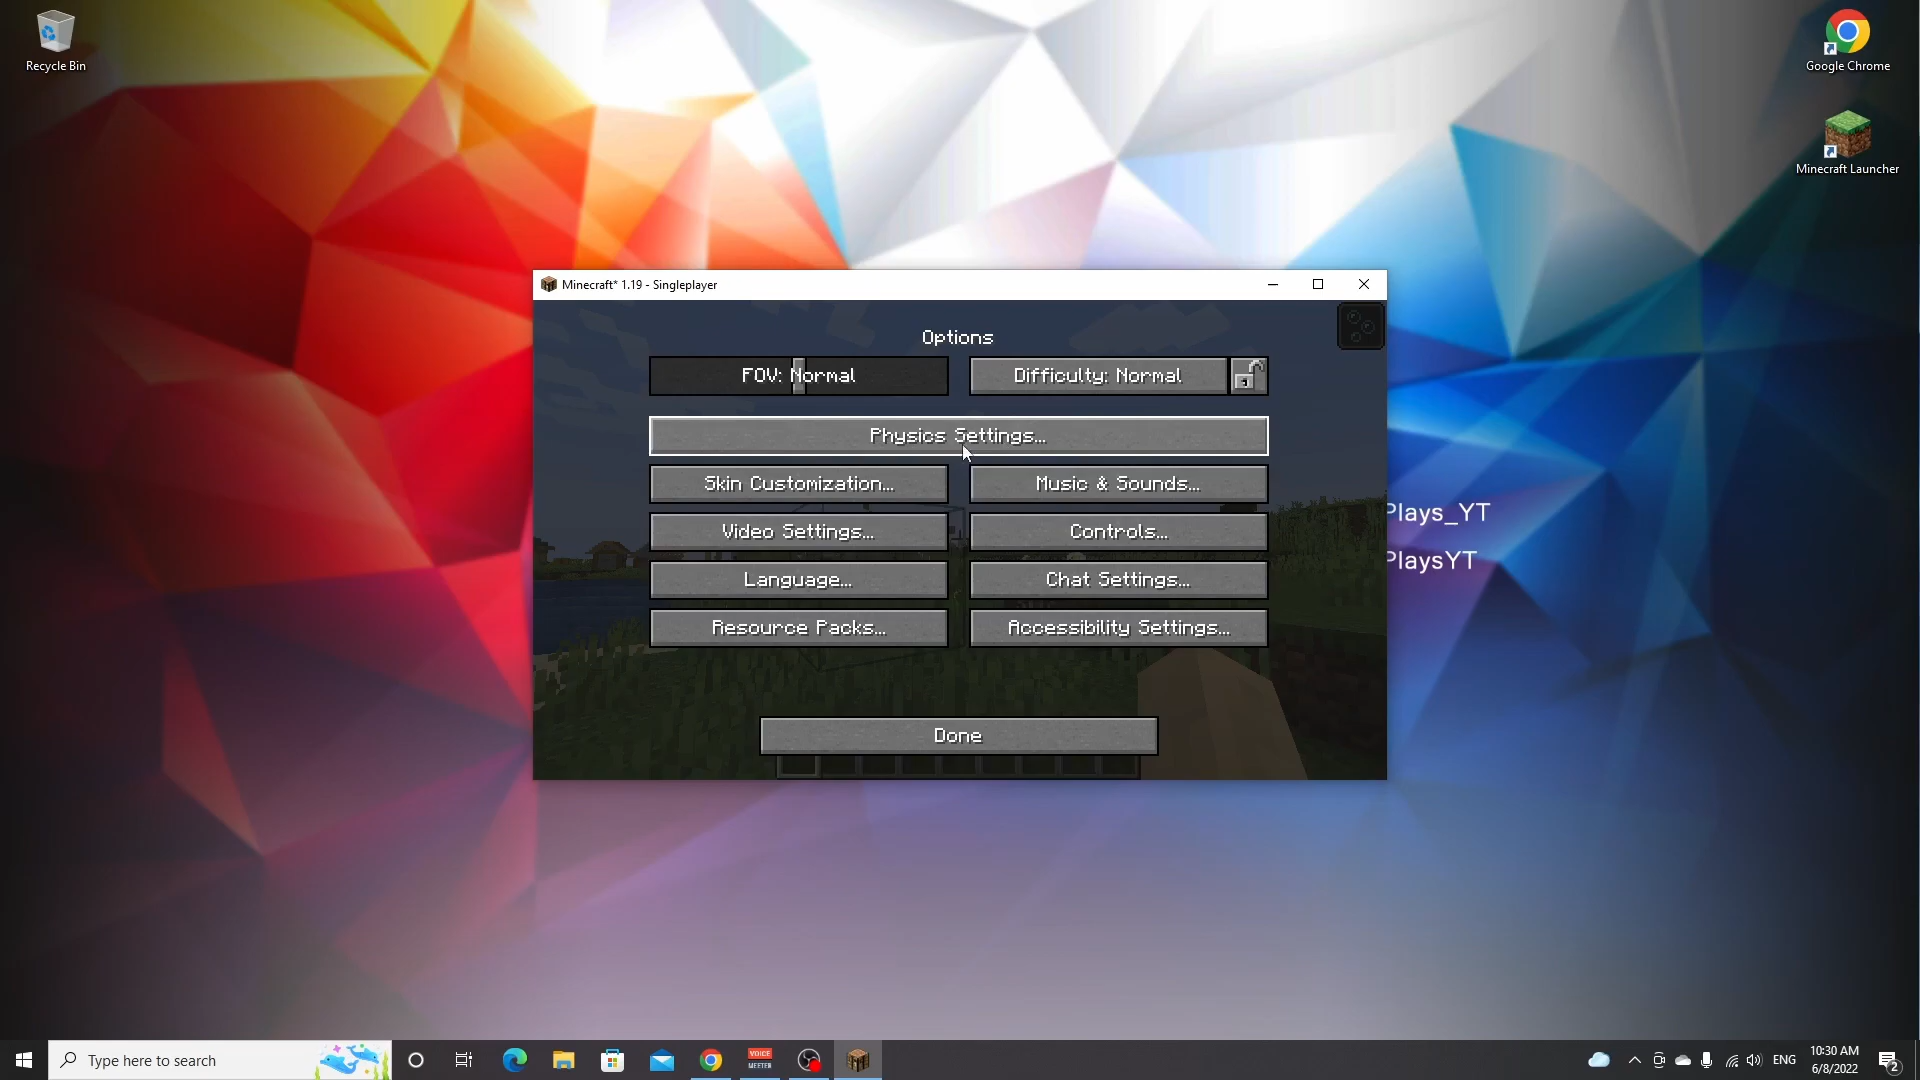 Recycle Bin
Google Chrome
Minecraft Launcher
Minecraft* 1.19 - Singleplayer
Options
FOV: Normal
Difficulty: Normal
Physics Settings...
Skin Customization...
Music & Sounds...
Plays_YT
Video Settings...
Controls...
PlaysYT
Language...
Chat Settings...
Resource Packs...
Accessibility Settings...
Done
Type here to search
VOICE
MEETER
ENG
10:30 AM
6/8/2022
2